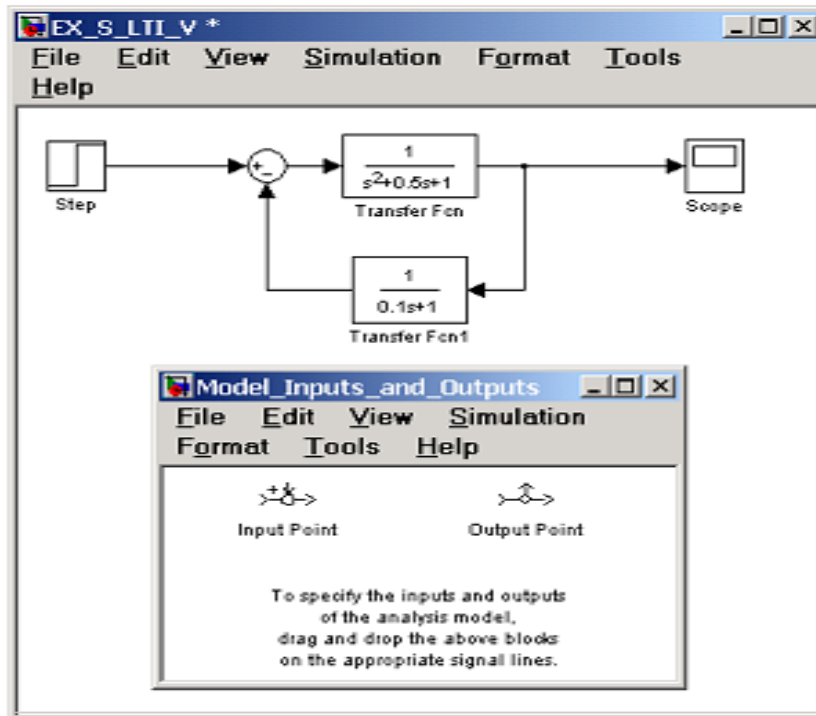 EX_S_LTI_V *
File Edit View Simulation Format Tools
Help
+
-
1
s²+0.5s+1
Step
Transfer Fcn
Scope
1
0.1s+1
Transfer Fcn1
Model_Inputs_and_Outputs
File Edit View Simulation
Format Tools Help
+
Input Point Output Point
To specify the inputs and outputs
of the analysis model,
drag and drop the above blocks
on the appropriate signal lines.